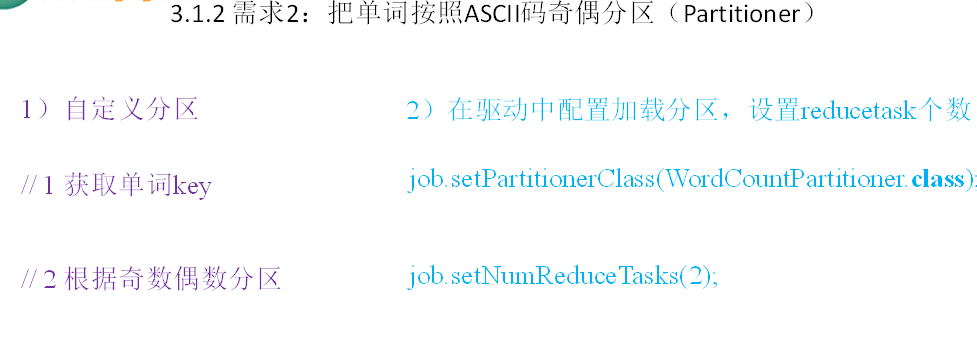 3.1.2 需求2：把单词按照ASCII码奇偶分区（Partitioner）
1）自定义分区
2）在驱动中配置加载分区，设置reducetask个数
// 1 获取单词key
job.setPartitionerClass(WordCountPartitioner.class);
// 2 根据奇数偶数分区
job.setNumReduceTasks(2);